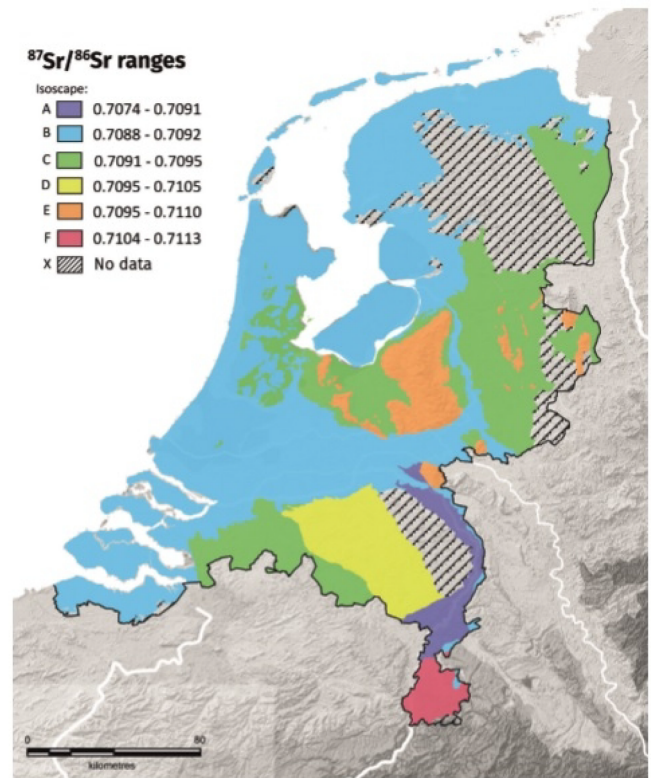 ⁸⁷Sr/⁸⁶Sr ranges
Isoscape:
A 0.7074 - 0.7091
B 0.7088 - 0.7092
C 0.7091 - 0.7095
D 0.7095 - 0.7105
E 0.7095 - 0.7110
F 0.7104 - 0.7113
X No data
0 80
kilometres